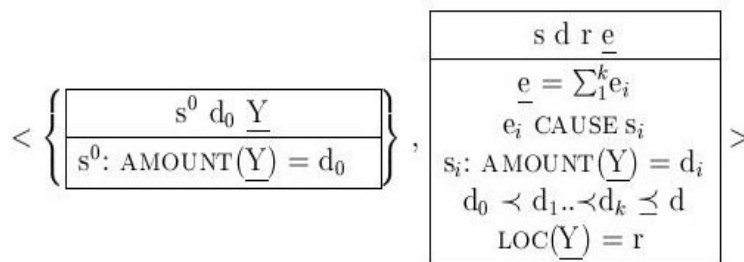 s d r e
e = ∑₁ᵏeᵢ
s⁰ d₀ Y
eᵢ CAUSE sᵢ
< { } , >
s⁰: AMOUNT(Y) = d₀
sᵢ: AMOUNT(Y) = dᵢ
d₀ ≺ d₁..≺dₖ ⪯ d
LOC(Y) = r